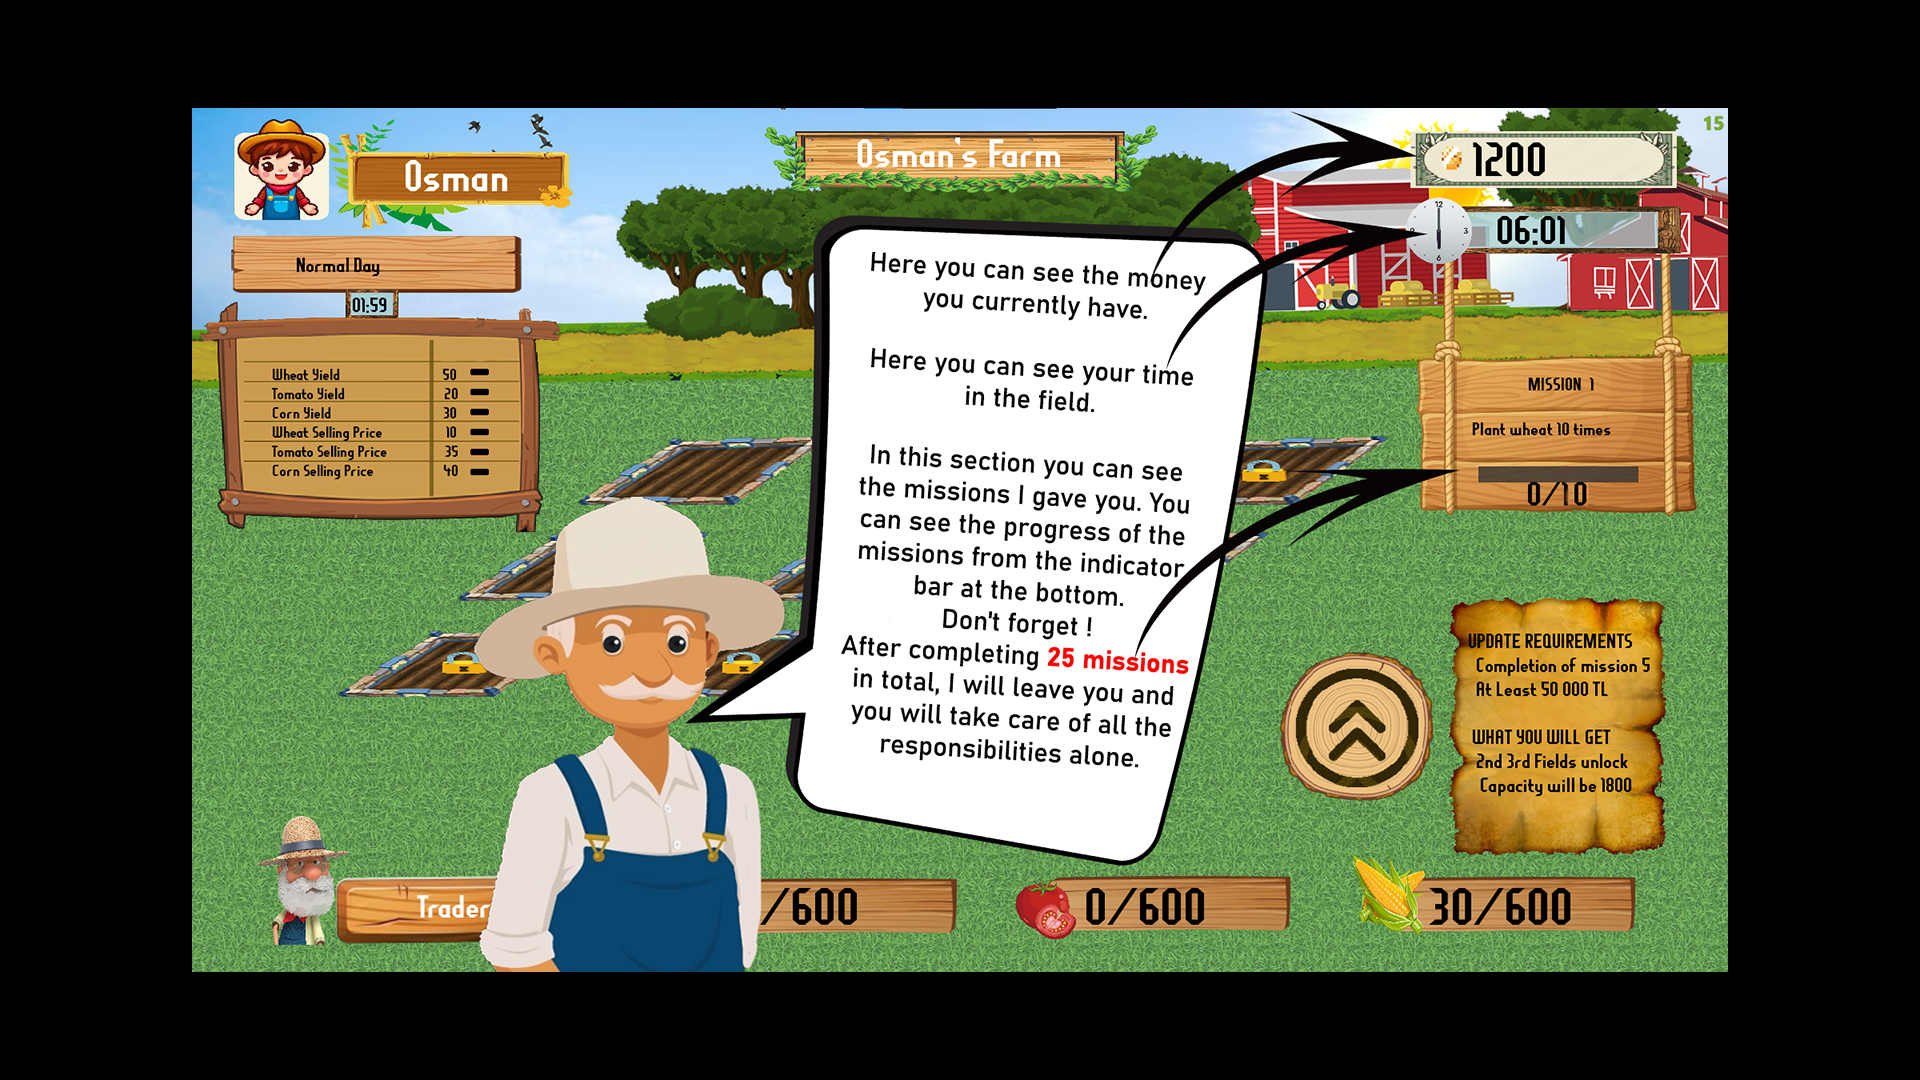 15
Osman
Osman's Farm
1200
12
3
6
06:01
Normal Day
01:59
Wheat Yield 50
Tomato Yield 20
Corn Yield 30
Wheat Selling Price 10
Tomato Selling Price 35
Corn Selling Price 40
Here you can see the money
you currently have.
Here you can see your time
in the field.
In this section you can see
the missions I gave you. You
can see the progress of the
missions from the indicator
bar at the bottom.
Don't forget !
After completing 25 missions
in total, I will leave you and
you will take care of all the
responsibilities alone.
MISSION 1
Plant wheat 10 times
0/10
UPDATE REQUIREMENTS
Completion of mission 5
At Least 50 000 TL
WHAT YOU WILL GET
2nd 3rd Fields unlock
Capacity will be 1800
Trader
/600
0/600
30/600